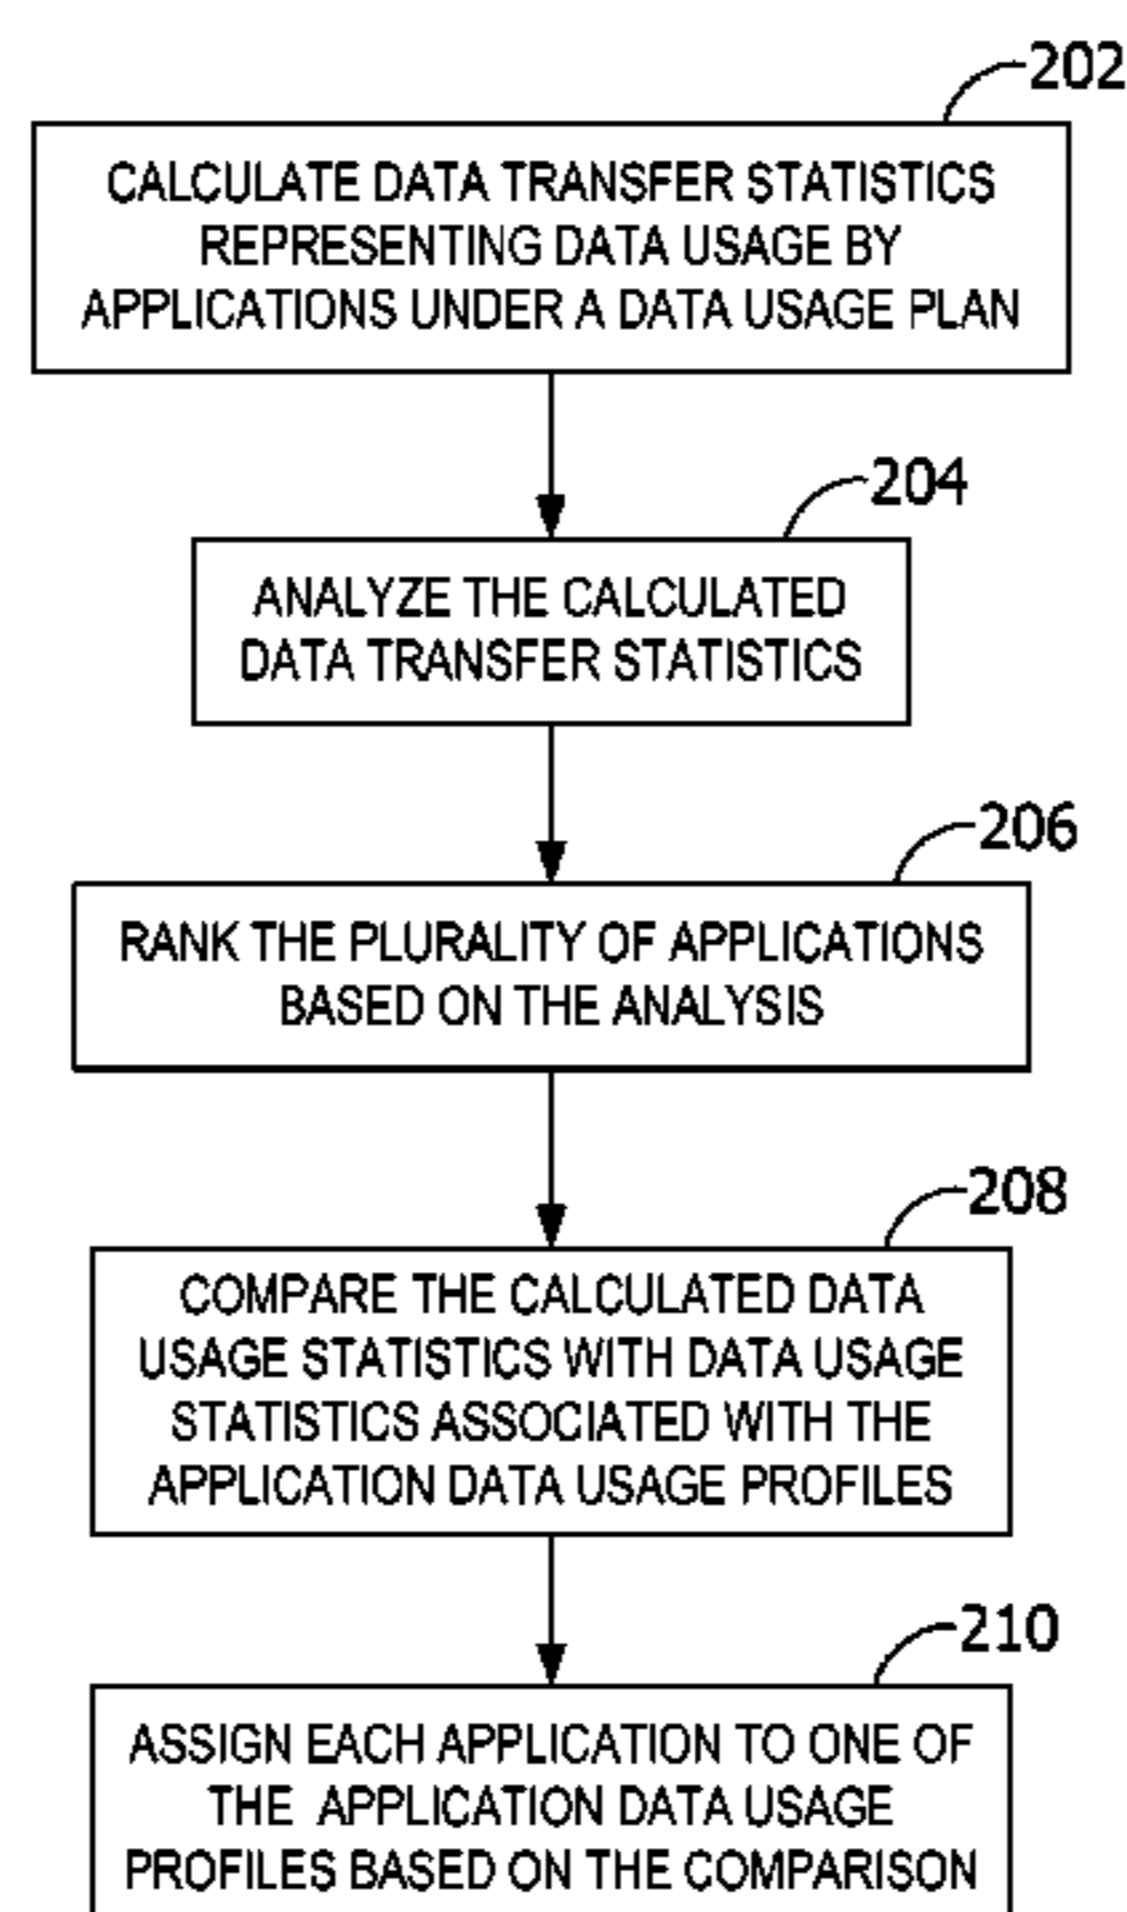 202
CALCULATE DATA TRANSFER STATISTICS
REPRESENTING DATA USAGE BY
APPLICATIONS UNDER A DATA USAGE PLAN
204
ANALYZE THE CALCULATED
DATA TRANSFER STATISTICS
206
RANK THE PLURALITY OF APPLICATIONS
BASED ON THE ANALYSIS
208
COMPARE THE CALCULATED DATA
USAGE STATISTICS WITH DATA USAGE
STATISTICS ASSOCIATED WITH THE
APPLICATION DATA USAGE PROFILES
210
ASSIGN EACH APPLICATION TO ONE OF
THE APPLICATION DATA USAGE
PROFILES BASED ON THE COMPARISON